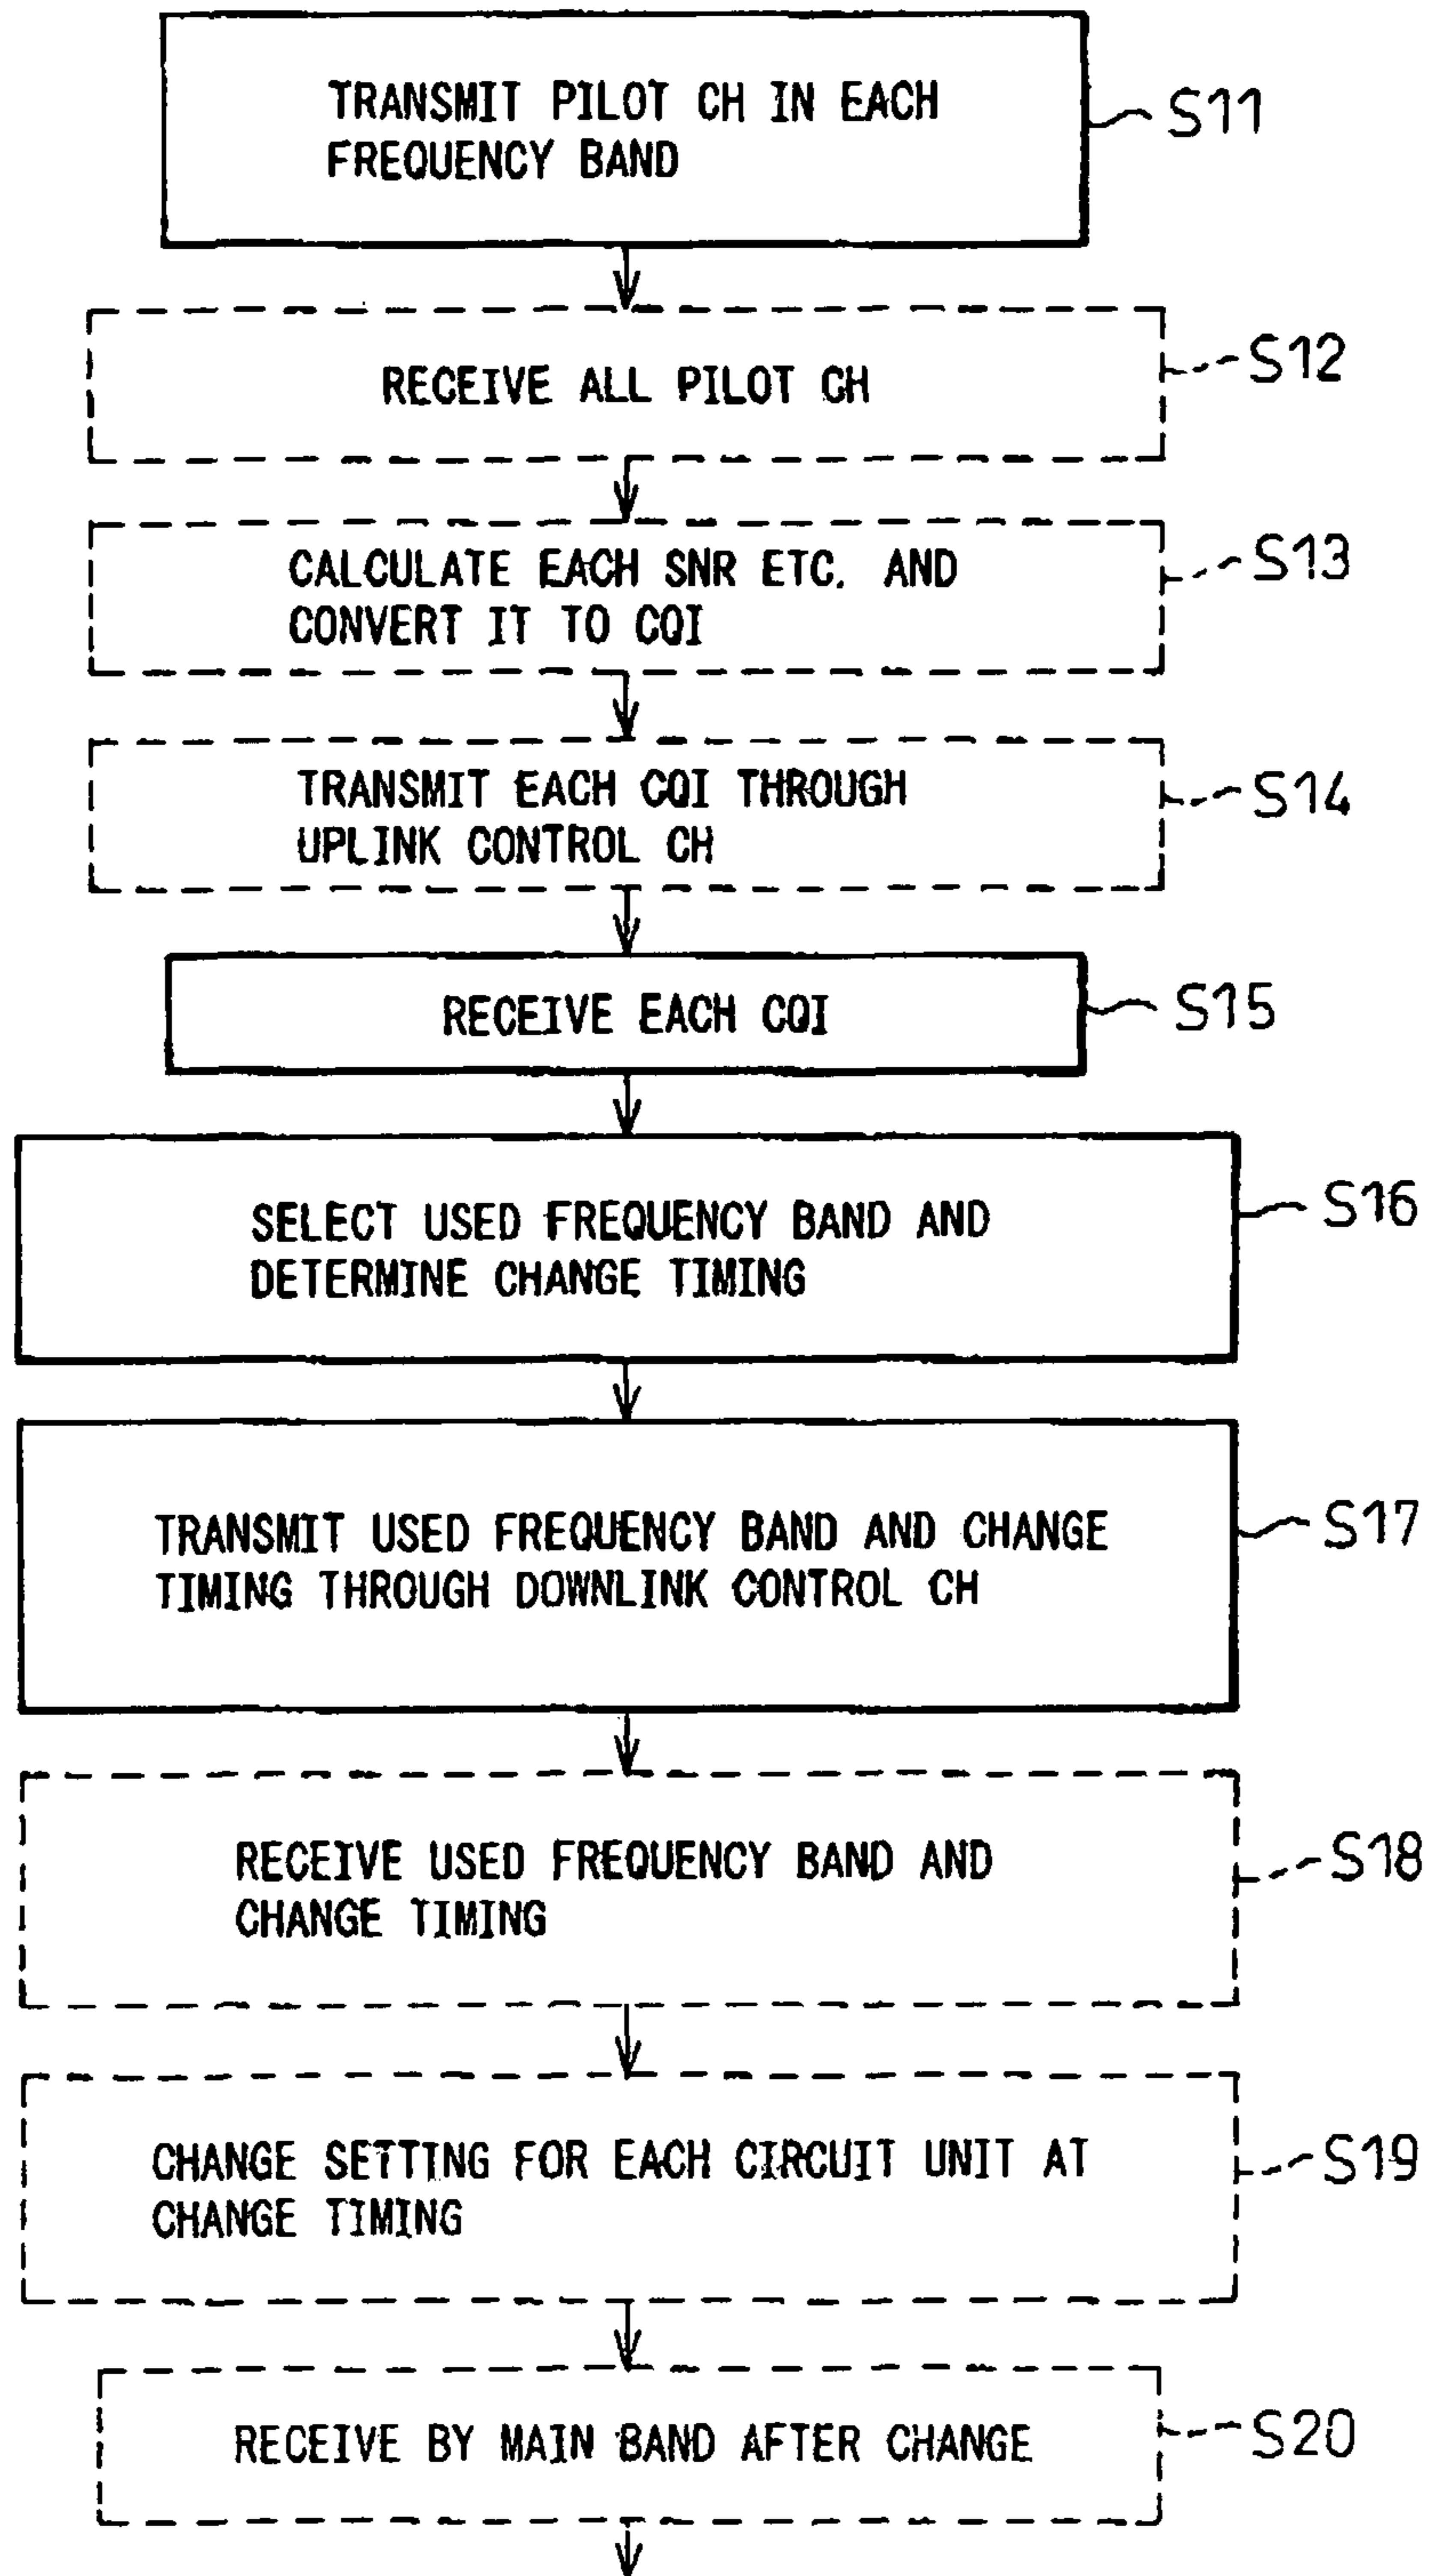 TRANSMIT PILOT CH IN EACH
FREQUENCY BAND
S11
RECEIVE ALL PILOT CH
S12
CALCULATE EACH SNR ETC. AND
CONVERT IT TO CQI
S13
TRANSMIT EACH CQI THROUGH
UPLINK CONTROL CH
S14
RECEIVE EACH CQI
S15
SELECT USED FREQUENCY BAND AND
DETERMINE CHANGE TIMING
S16
TRANSMIT USED FREQUENCY BAND AND CHANGE
TIMING THROUGH DOWNLINK CONTROL CH
S17
RECEIVE USED FREQUENCY BAND AND
CHANGE TIMING
S18
CHANGE SETTING FOR EACH CIRCUIT UNIT AT
CHANGE TIMING
S19
RECEIVE BY MAIN BAND AFTER CHANGE
S20